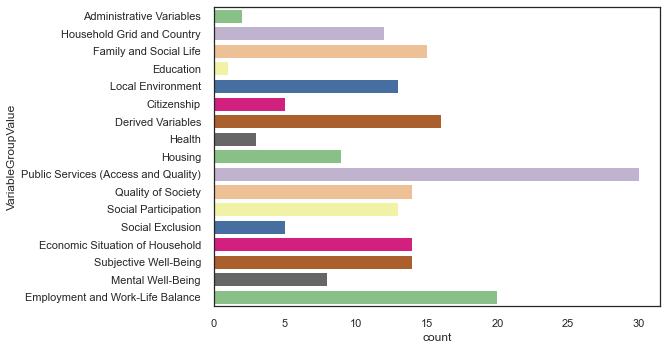 VariableGroupValue
Administrative Variables
Household Grid and Country
Family and Social Life
Education
Local Environment
Citizenship
Derived Variables
Health
Housing
Public Services (Access and Quality)
Quality of Society
Social Participation
Social Exclusion
Economic Situation of Household
Subjective Well-Being
Mental Well-Being
Employment and Work-Life Balance
0 5 10 15 20 25 30
count